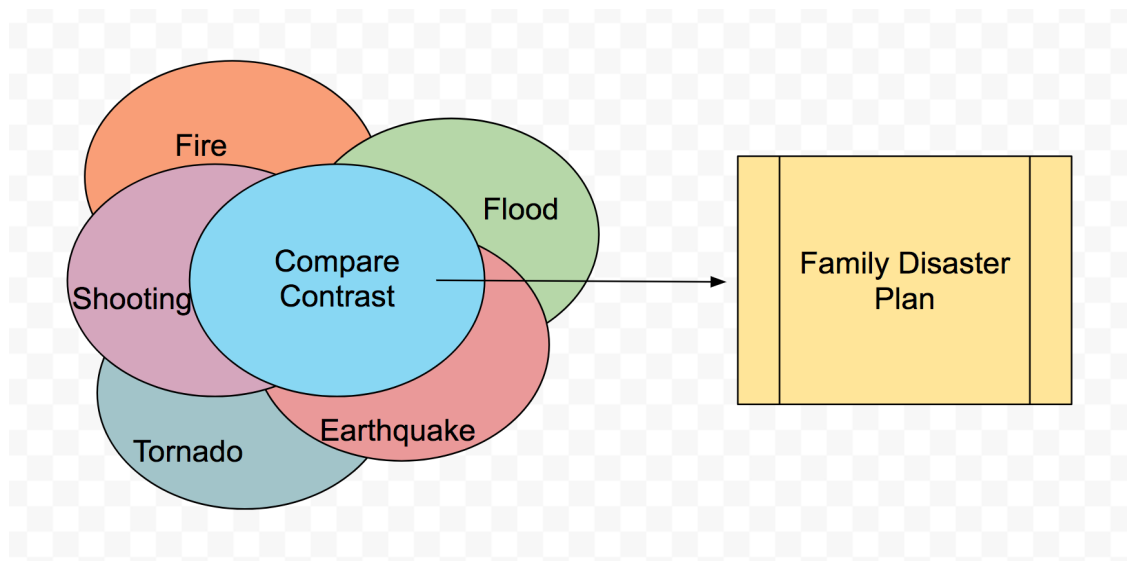 Fire
Flood
Compare
Contrast
Shooting
Earthquake
Tornado
Family Disaster
Plan